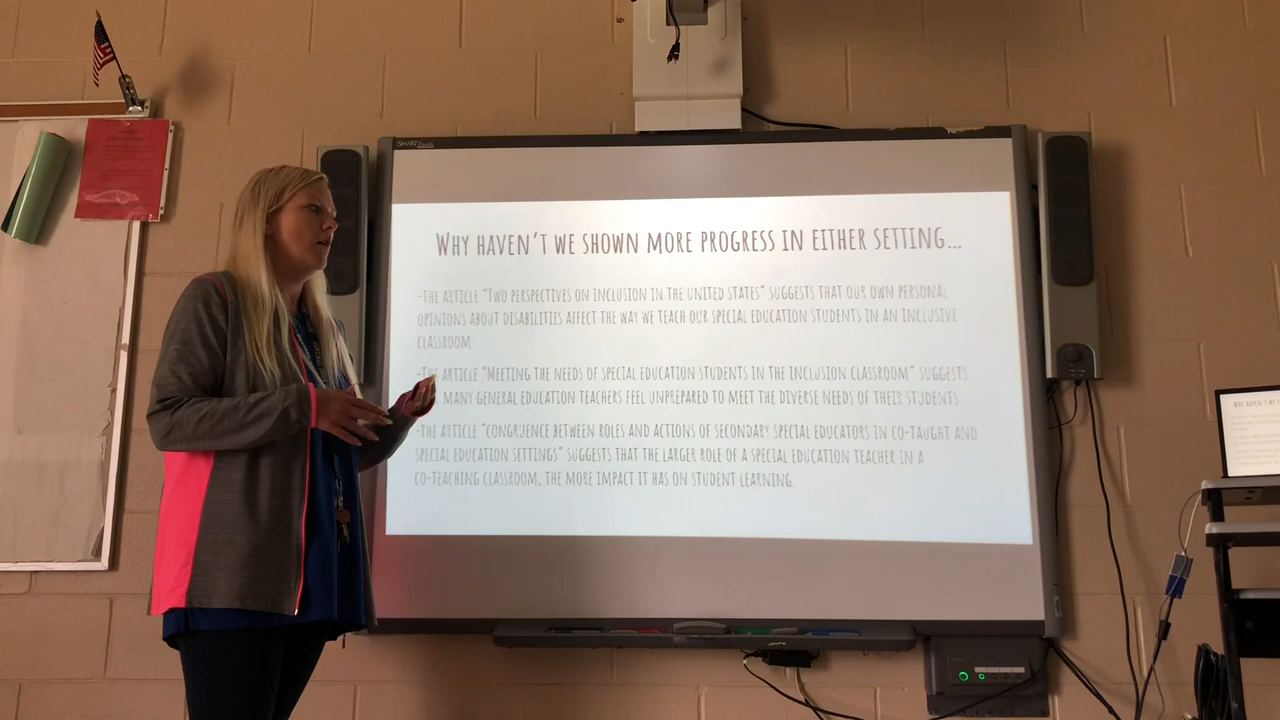 SMART Board
WHY HAVEN'T WE SHOWN MORE PROGRESS IN EITHER SETTING...
-THE ARTICLE "TWO PERSPECTIVES ON INCLUSION IN THE UNITED STATES" SUGGESTS THAT OUR OWN PERSONAL
OPINIONS ABOUT DISABILITIES AFFECT THE WAY WE TEACH OUR SPECIAL EDUCATION STUDENTS IN AN INCLUSIVE
CLASSROOM
-THE ARTICLE "MEETING THE NEEDS OF SPECIAL EDUCATION STUDENTS IN THE INCLUSION CLASSROOM" SUGGESTS
MANY GENERAL EDUCATION TEACHERS FEEL UNPREPARED TO MEET THE DIVERSE NEEDS OF THEIR STUDENTS
-THE ARTICLE "CONGRUENCE BETWEEN ROLES AND ACTIONS OF SECONDARY SPECIAL EDUCATORS IN CO-TAUGHT AND
SPECIAL EDUCATION SETTINGS" SUGGESTS THAT THE LARGER ROLE OF A SPECIAL EDUCATION TEACHER IN A
CO-TEACHING CLASSROOM, THE MORE IMPACT IT HAS ON STUDENT LEARNING.
WHY HAVEN'T WE S